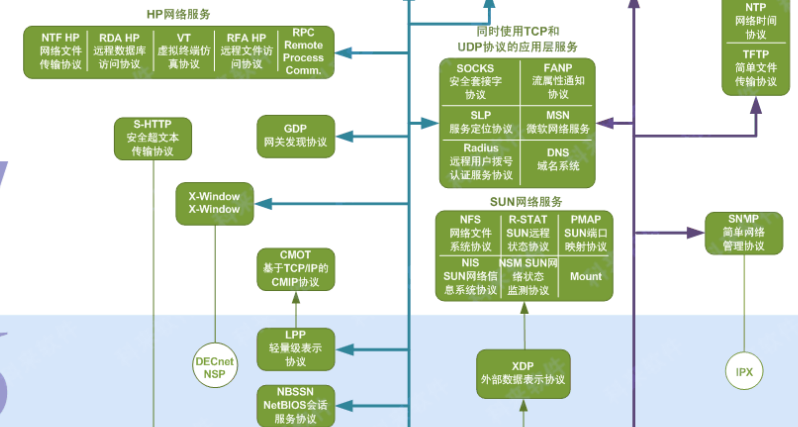 HP网络服务
NTF HP
网络文件
传输协议
RDA HP
远程数据库
访问协议
VT
虚拟终端仿
真协议
RFA HP
远程文件访
问协议
RPC
Remote
Process
Comm.
同时使用TCP和
UDP协议的应用层服务
SOCKS
安全套接字
协议
FANP
流属性通知
协议
SLP
服务定位协议
MSN
微软网络服务
Radius
远程用户拨号
认证服务协议
DNS
域名系统
NTP
网络时间
协议
TFTP
简单文件
传输协议
S-HTTP
安全超文本
传输协议
GDP
网关发现协议
X-Window
X-Window
SUN网络服务
NFS
网络文件
系统协议
R-STAT
SUN远程
状态协议
PMAP
SUN端口
映射协议
NIS
SUN网络信
息系统协议
NSM SUN网
络状态
监测协议
Mount
SNMP
简单网络
管理协议
CMOT
基于TCP/IP的
CMIP协议
LPP
轻量级表示
协议
DECnet
NSP
XDP
外部数据表示协议
IPX
NBSSN
NetBIOS会话
服务协议